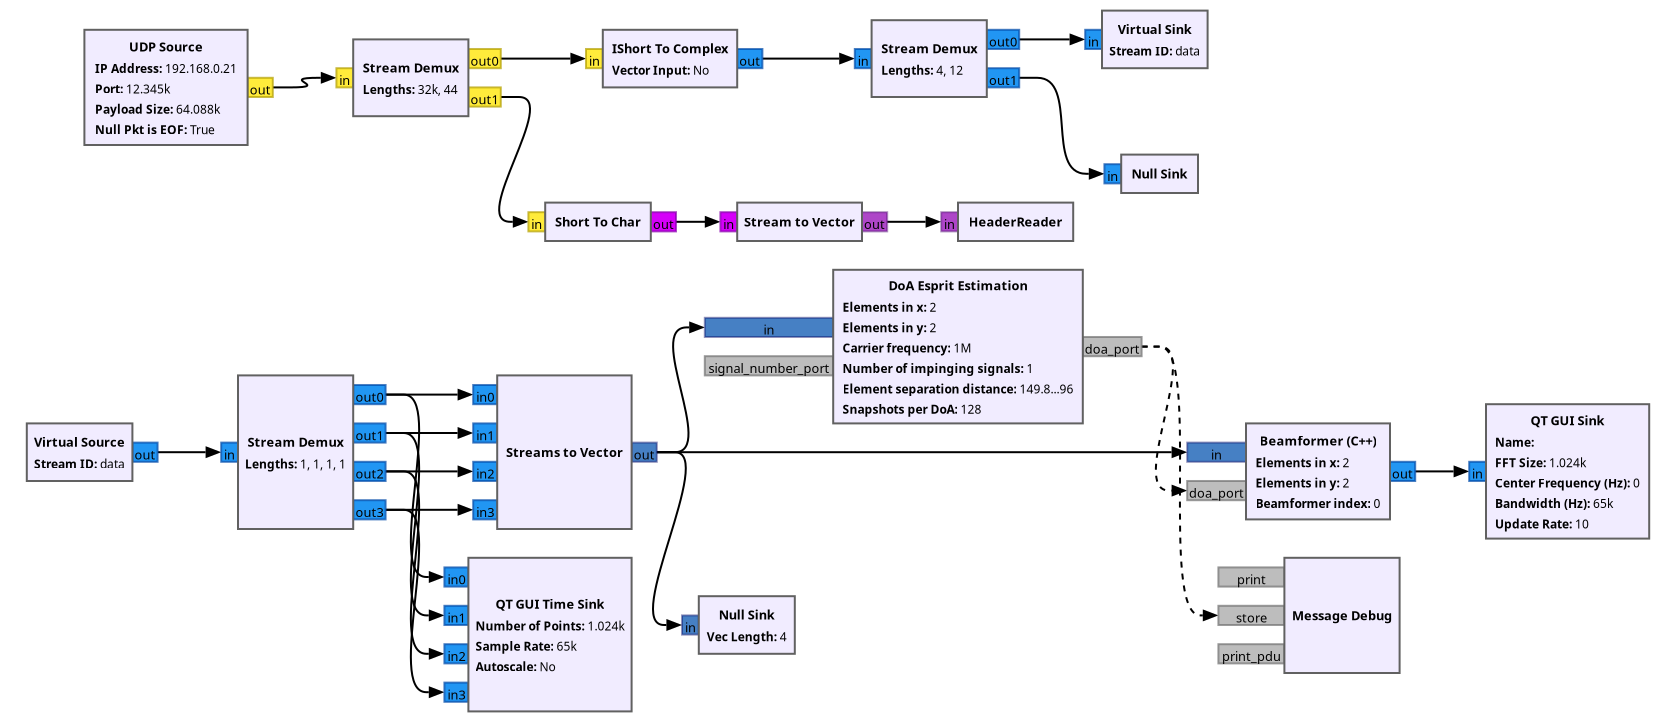 UDP Source
IP Address: 192.168.0.21
Port: 12.345k
Payload Size: 64.088k
Null Pkt is EOF: True
out
in
Stream Demux
Lengths: 32k, 44
out0
out1
in
IShort To Complex
Vector Input: No
out
in
Stream Demux
Lengths: 4, 12
out0
out1
in
Virtual Sink
Stream ID: data
in
Null Sink
in
Short To Char
out
in
Stream to Vector
out
in
HeaderReader
Virtual Source
Stream ID: data
out
in
Stream Demux
Lengths: 1, 1, 1, 1
out0
out1
out2
out3
in0
in1
in2
in3
Streams to Vector
out
in0
in1
in2
in3
QT GUI Time Sink
Number of Points: 1.024k
Sample Rate: 65k
Autoscale: No
in
Null Sink
Vec Length: 4
in
signal_number_port
DoA Esprit Estimation
Elements in x: 2
Elements in y: 2
Carrier frequency: 1M
Number of impinging signals: 1
Element separation distance: 149.8...96
Snapshots per DoA: 128
doa_port
in
doa_port
Beamformer (C++)
Elements in x: 2
Elements in y: 2
Beamformer index: 0
out
in
QT GUI Sink
Name:
FFT Size: 1.024k
Center Frequency (Hz): 0
Bandwidth (Hz): 65k
Update Rate: 10
print
store
print_pdu
Message Debug